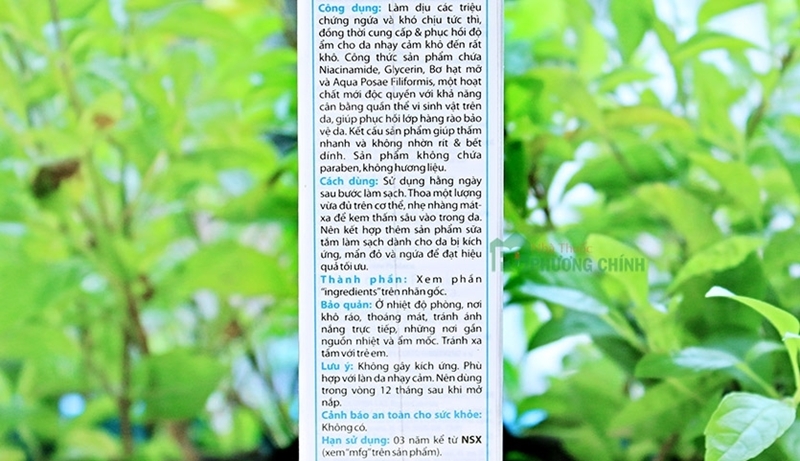 Công dụng: Làm dịu các triệu
chứng ngứa và khó chịu tức thì,
đồng thời cung cấp & phục hồi độ
ẩm cho da nhạy cảm khô đến rất
khô. Công thức sản phẩm chứa
Niacinamide, Glycerin, Bơ hạt mỡ
và Aqua Posae Filiformis, một hoạt
chất mới độc quyền với khả năng
cân bằng quần thể vi sinh vật trên
da, giúp phục hồi lớp hàng rào bảo
vệ da. Kết cấu sản phẩm giúp thấm
nhanh và không nhờn rít & bết
dính. Sản phẩm không chứa
paraben, không hương liệu.
Cách dùng: Sử dụng hằng ngày
sau bước làm sạch. Thoa một lượng
vừa đủ trên cơ thể, nhẹ nhàng mát-
xa để kem thấm sâu vào trong da.
Nên kết hợp thêm sản phẩm sữa
tắm làm sạch dành cho da bị kích
ứng, mẩn đỏ và ngứa để đạt hiệu
quả tối ưu.
Thành phần: Xem phần
"ingredients" trên nhãn gốc.
Bảo quản: Ở nhiệt độ phòng, nơi
khô ráo, thoáng mát, tránh ánh
nắng trực tiếp, những nơi gần
nguồn nhiệt và ẩm mốc. Tránh xa
tầm với trẻ em.
Lưu ý: Không gây kích ứng. Phù
hợp với làn da nhạy cảm. Nên dùng
trong vòng 12 tháng sau khi mở
nắp.
Cảnh báo an toàn cho sức khỏe:
Không có.
Hạn sử dụng: 03 năm kể từ NSX
(xem "mfg" trên sản phẩm).
PHƯƠNG CHÍNH